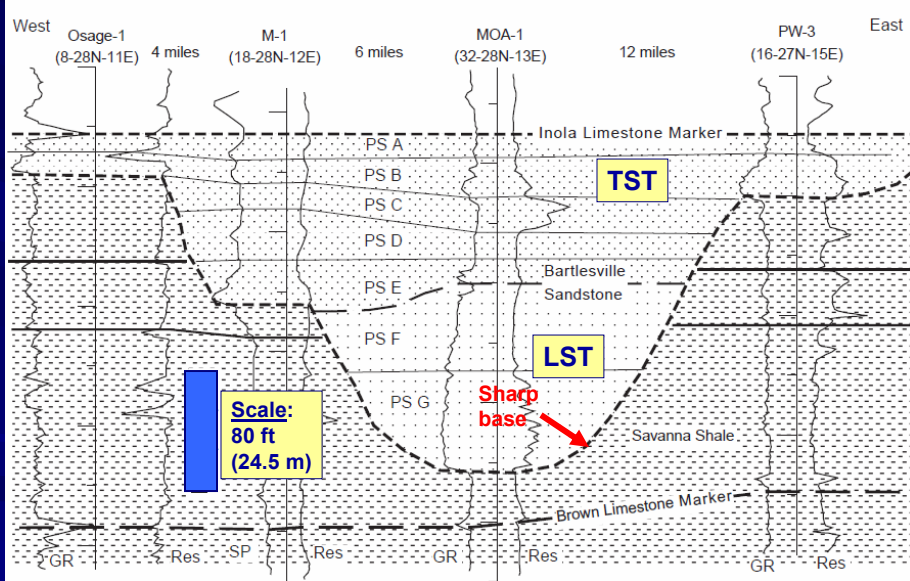 West
East
Osage-1
M-1
MOA-1
PW-3
(8-28N-11E)
4 miles
(18-28N-12E)
6 miles
(32-28N-13E)
12 miles
(16-27N-15E)
Inola Limestone Marker
PS A
PS B
TST
PS C
PS D
Bartlesville
Sandstone
PS E
PS F
LST
PS G
Sharp
base
Scale:
80 ft
(24.5 m)
Savanna Shale
Brown Limestone Marker
GR
Res
SP
Res
GR
Res
GR
Res